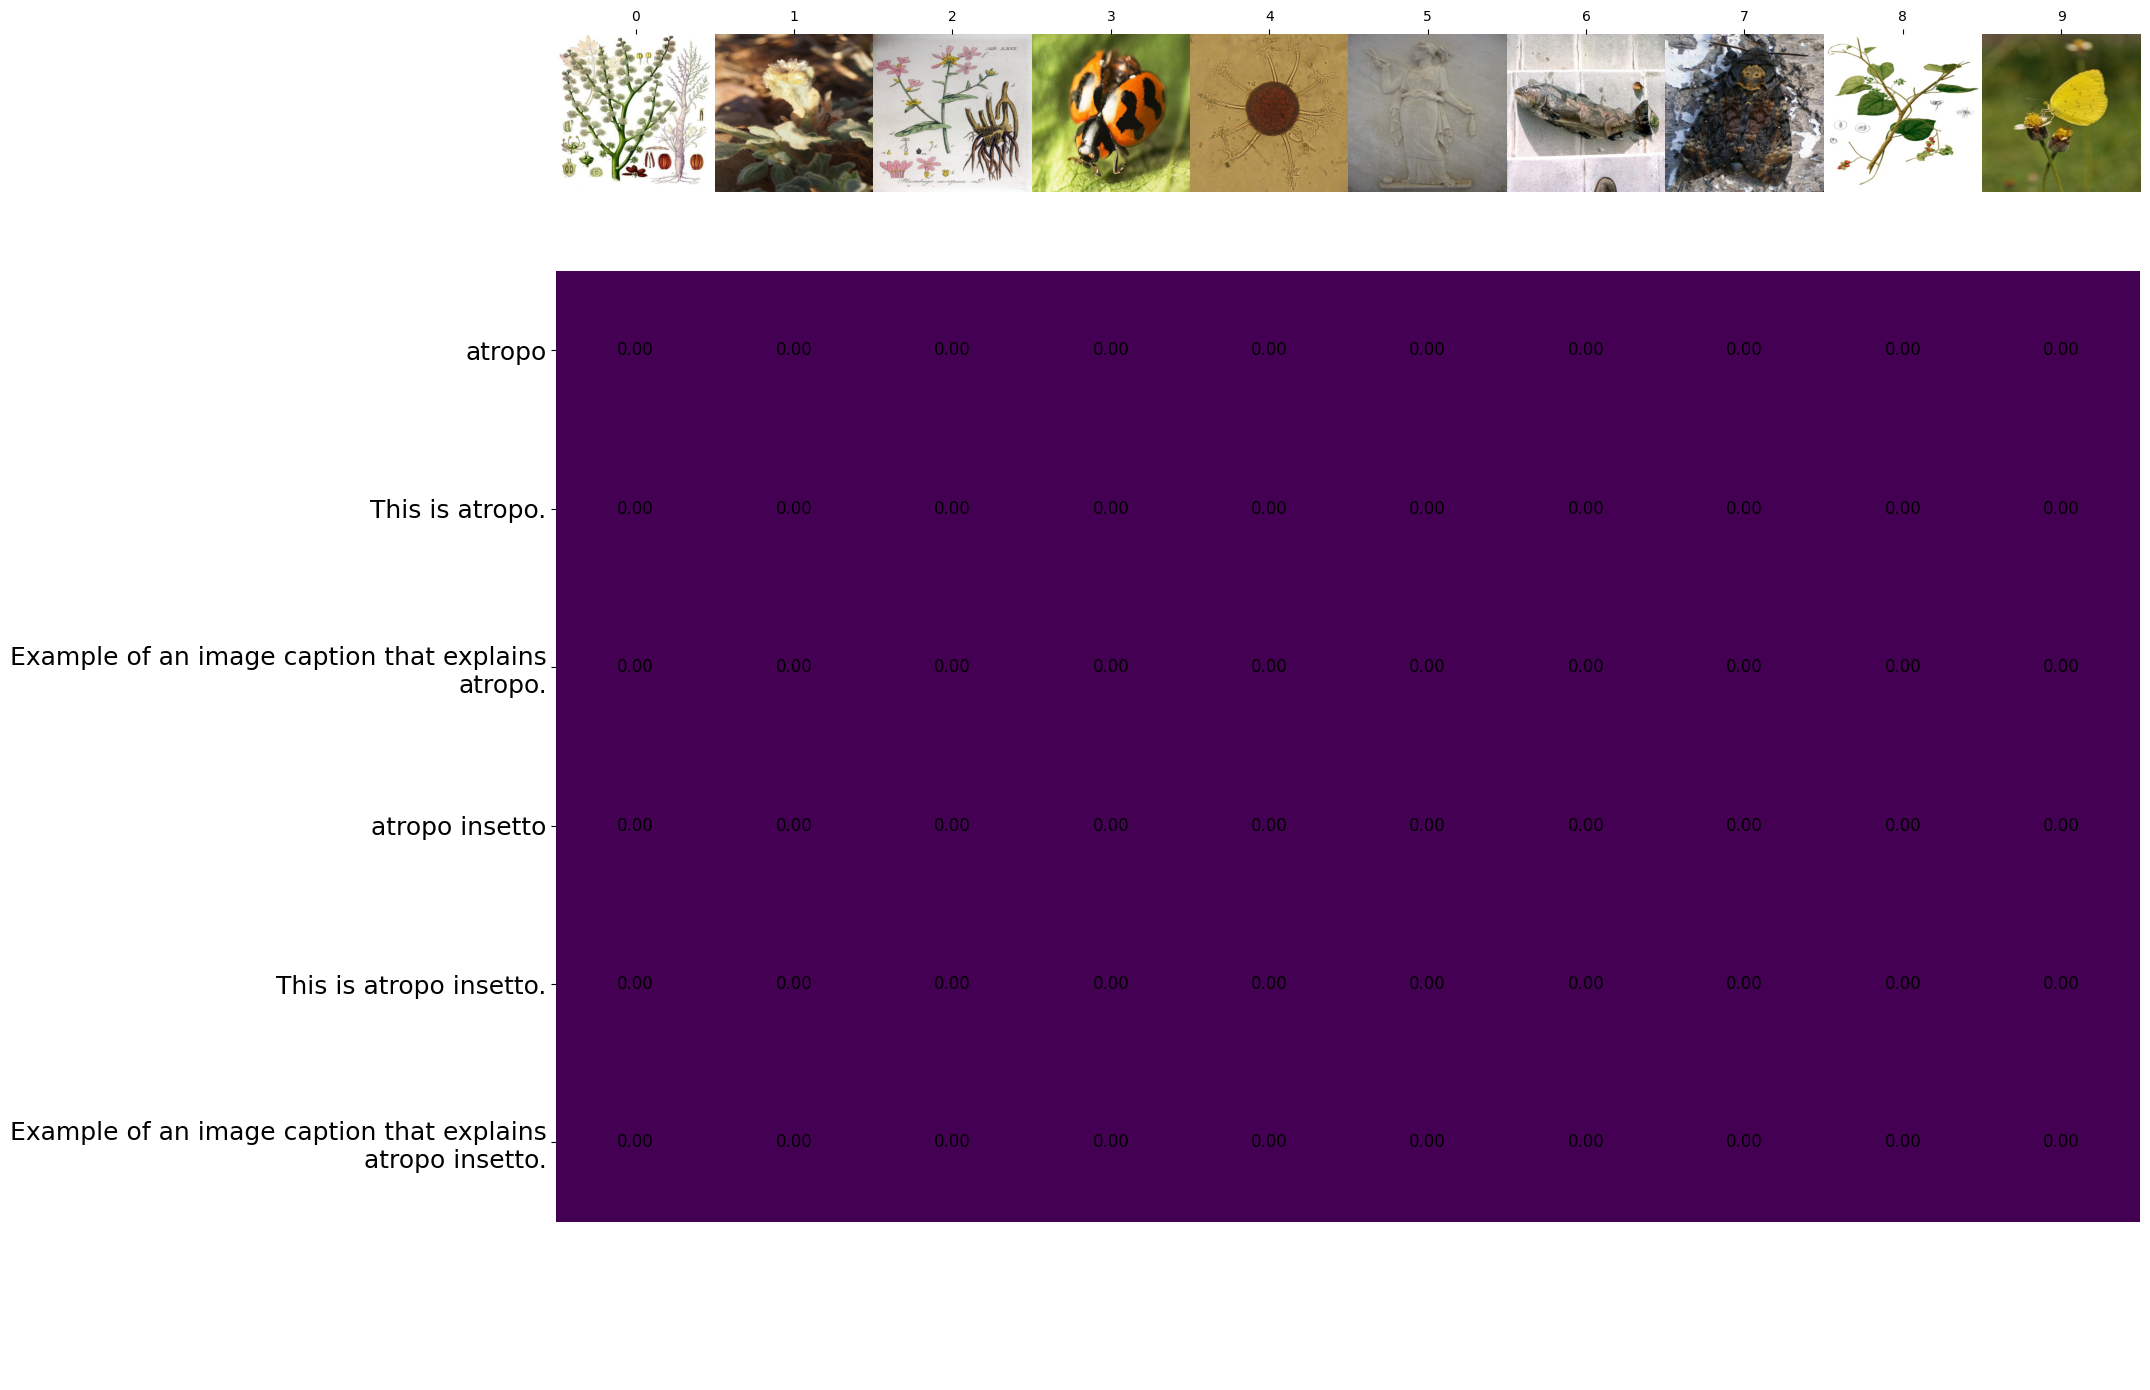 0 1 2 3 4 5 6 7 8 9
atropo 0.00 0.00 0.00 0.00 0.00 0.00 0.00 0.00 0.00 0.00
This is atropo. 0.00 0.00 0.00 0.00 0.00 0.00 0.00 0.00 0.00 0.00
Example of an image caption that explains
atropo. 0.00 0.00 0.00 0.00 0.00 0.00 0.00 0.00 0.00 0.00
atropo insetto 0.00 0.00 0.00 0.00 0.00 0.00 0.00 0.00 0.00 0.00
This is atropo insetto. 0.00 0.00 0.00 0.00 0.00 0.00 0.00 0.00 0.00 0.00
Example of an image caption that explains
atropo insetto. 0.00 0.00 0.00 0.00 0.00 0.00 0.00 0.00 0.00 0.00